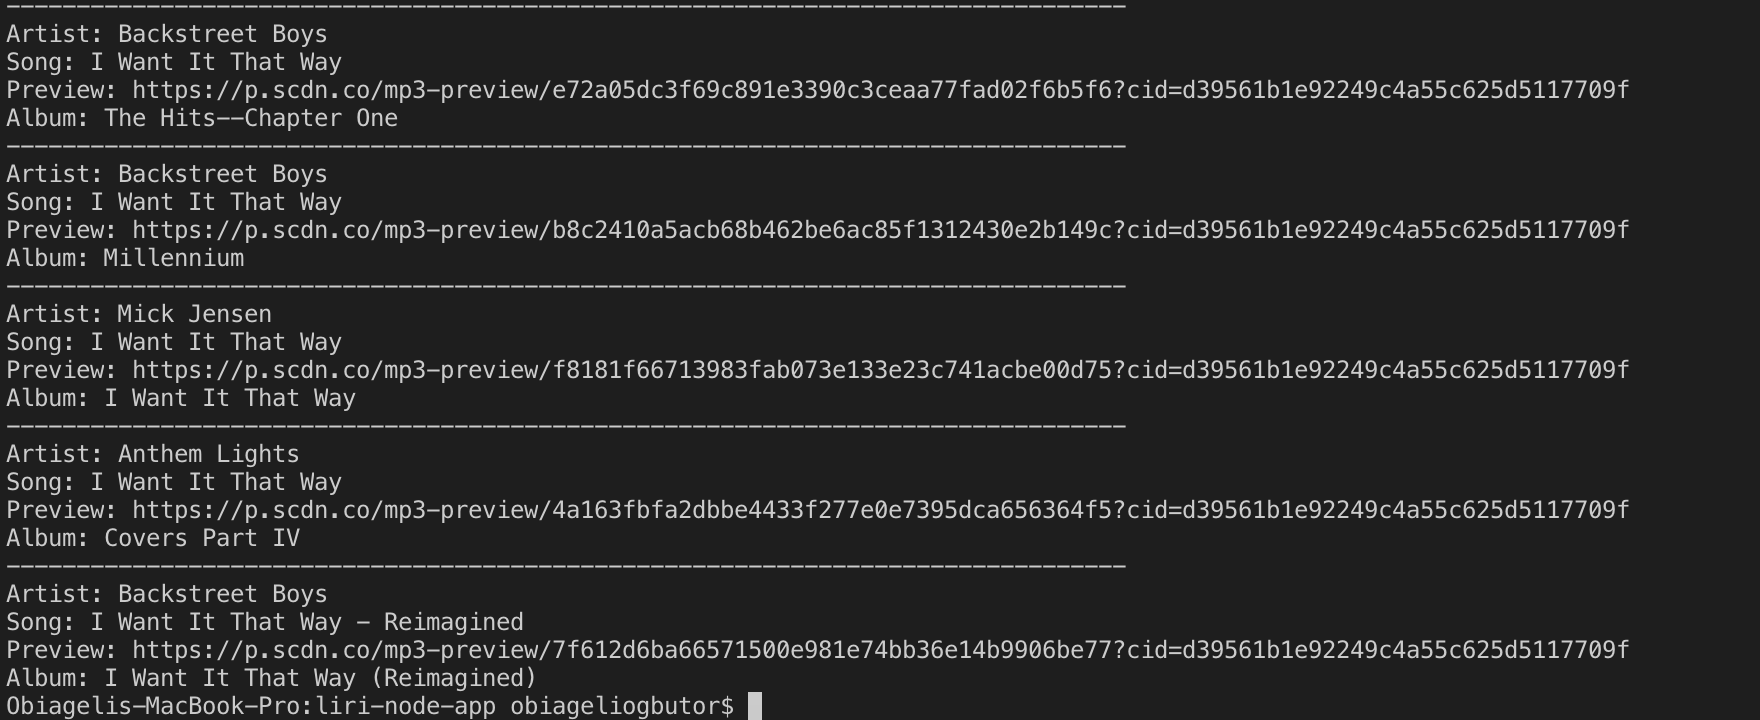 --------------------------------------------------------------------------------
Artist: Backstreet Boys
Song: I Want It That Way
Preview: https://p.scdn.co/mp3-preview/e72a05dc3f69c891e3390c3ceaa77fad02f6b5f6?cid=d39561b1e92249c4a55c625d5117709f
Album: The Hits--Chapter One
--------------------------------------------------------------------------------
Artist: Backstreet Boys
Song: I Want It That Way
Preview: https://p.scdn.co/mp3-preview/b8c2410a5acb68b462be6ac85f1312430e2b149c?cid=d39561b1e92249c4a55c625d5117709f
Album: Millennium
--------------------------------------------------------------------------------
Artist: Mick Jensen
Song: I Want It That Way
Preview: https://p.scdn.co/mp3-preview/f8181f66713983fab073e133e23c741acbe00d75?cid=d39561b1e92249c4a55c625d5117709f
Album: I Want It That Way
--------------------------------------------------------------------------------
Artist: Anthem Lights
Song: I Want It That Way
Preview: https://p.scdn.co/mp3-preview/4a163fbfa2dbbe4433f277e0e7395dca656364f5?cid=d39561b1e92249c4a55c625d5117709f
Album: Covers Part IV
--------------------------------------------------------------------------------
Artist: Backstreet Boys
Song: I Want It That Way - Reimagined
Preview: https://p.scdn.co/mp3-preview/7f612d6ba66571500e981e74bb36e14b9906be77?cid=d39561b1e92249c4a55c625d5117709f
Album: I Want It That Way (Reimagined)
Obiagelis-MacBook-Pro:liri-node-app obiageliogbutor$